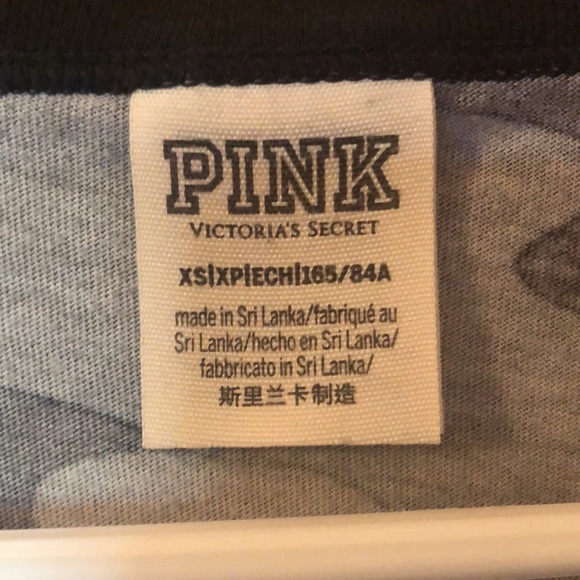 PINK
VICTORIA'S SECRET
XS|XP|ECH|165/84A
made in Sri Lanka/fabriqué au
Sri Lanka/hecho en Sri Lanka/
fabbricato in Sri Lanka/
斯里兰卡制造